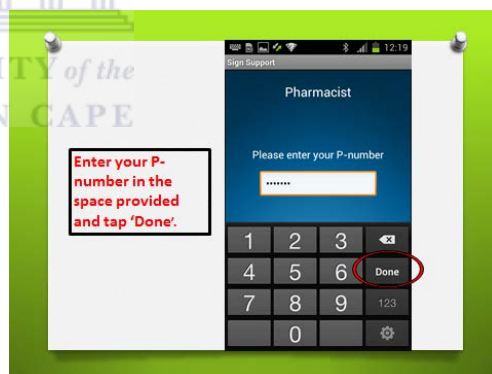 ITY of the
N CAPE
12:19
Sign Support
Pharmacist
Please enter your P-number
•••••••
Enter your P-
number in the
space provided
and tap ‘Done’.
1 2 3
4 5 6 Done
7 8 9 123
0